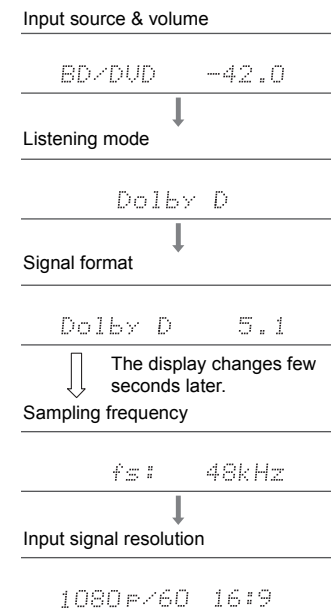 Input source & volume
BD/DVD -42.0
Listening mode
Dolby D
Signal format
Dolby D 5.1
The display changes few
seconds later.
Sampling frequency
fs: 48kHz
Input signal resolution
1080p/60 16:9